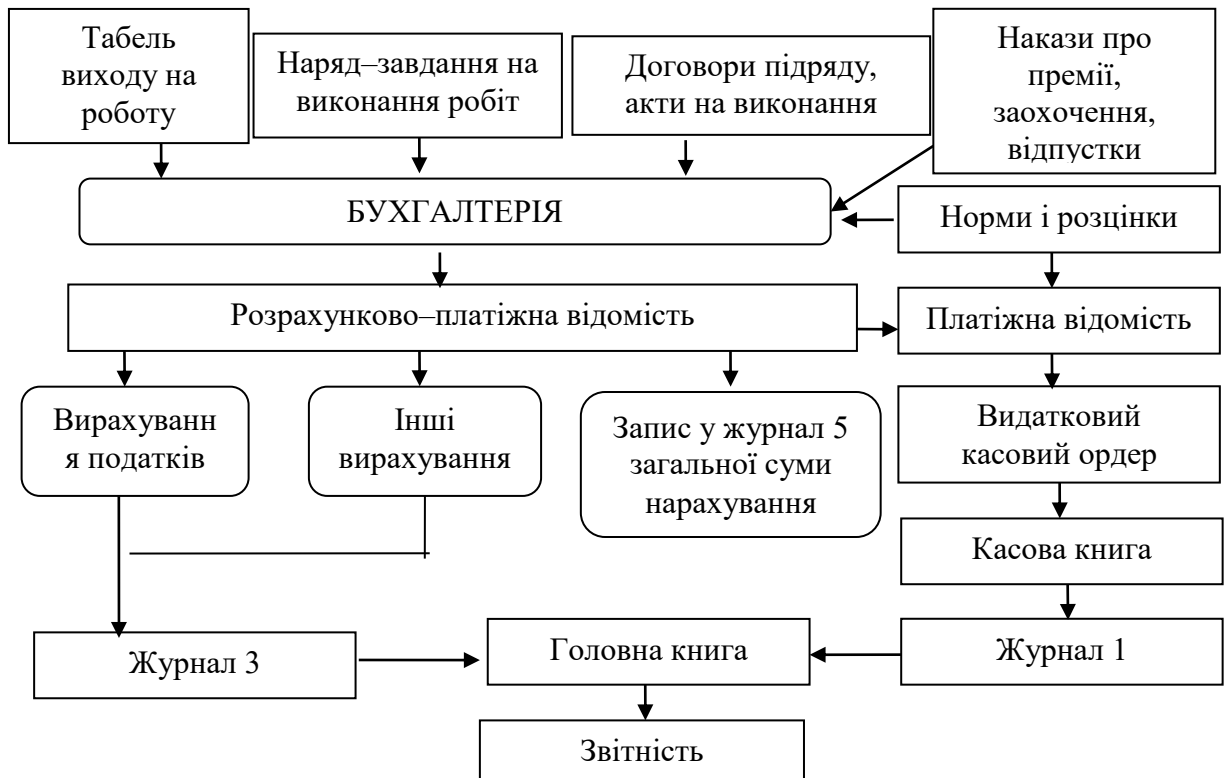 Табель
виходу на
роботу
Наряд–завдання на
виконання робіт
Договори підряду,
акти на виконання
Накази про
премії,
заохочення,
відпустки
БУХГАЛТЕРІЯ
Норми і розцінки
Розрахунково–платіжна відомість
Платіжна відомість
Вирахуванн
я податків
Інші
вирахування
Запис у журнал 5
загальної суми
нарахування
Видатковий
касовий ордер
Касова книга
Журнал 3
Головна книга
Журнал 1
Звітність